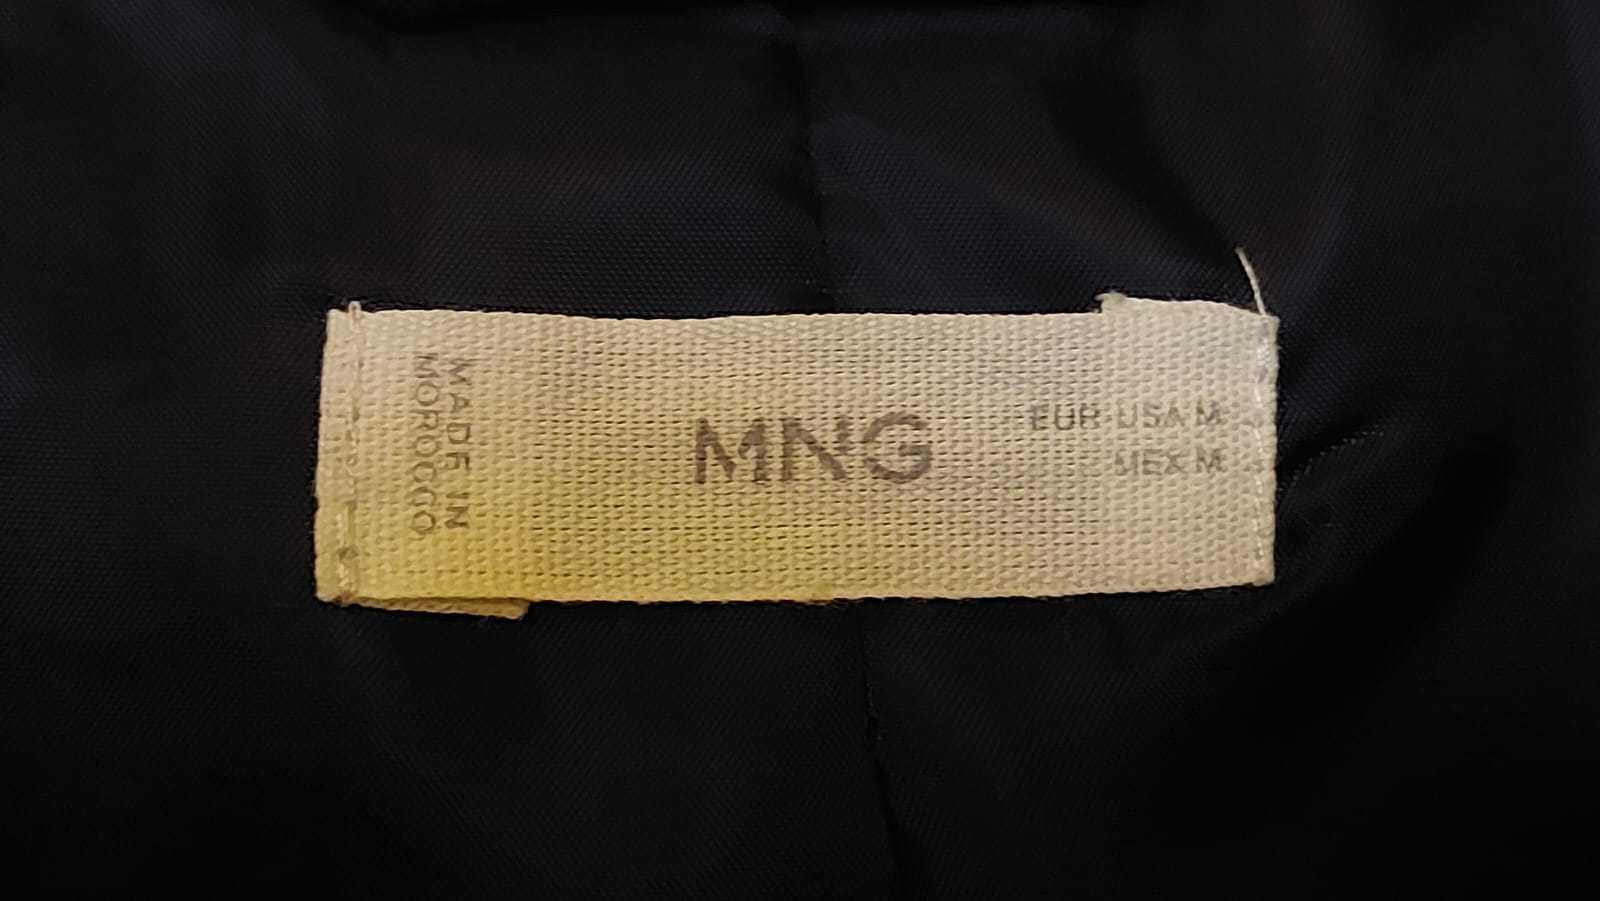 MADE IN
MOROCCO
MNG
EUR-USA M
MEX M